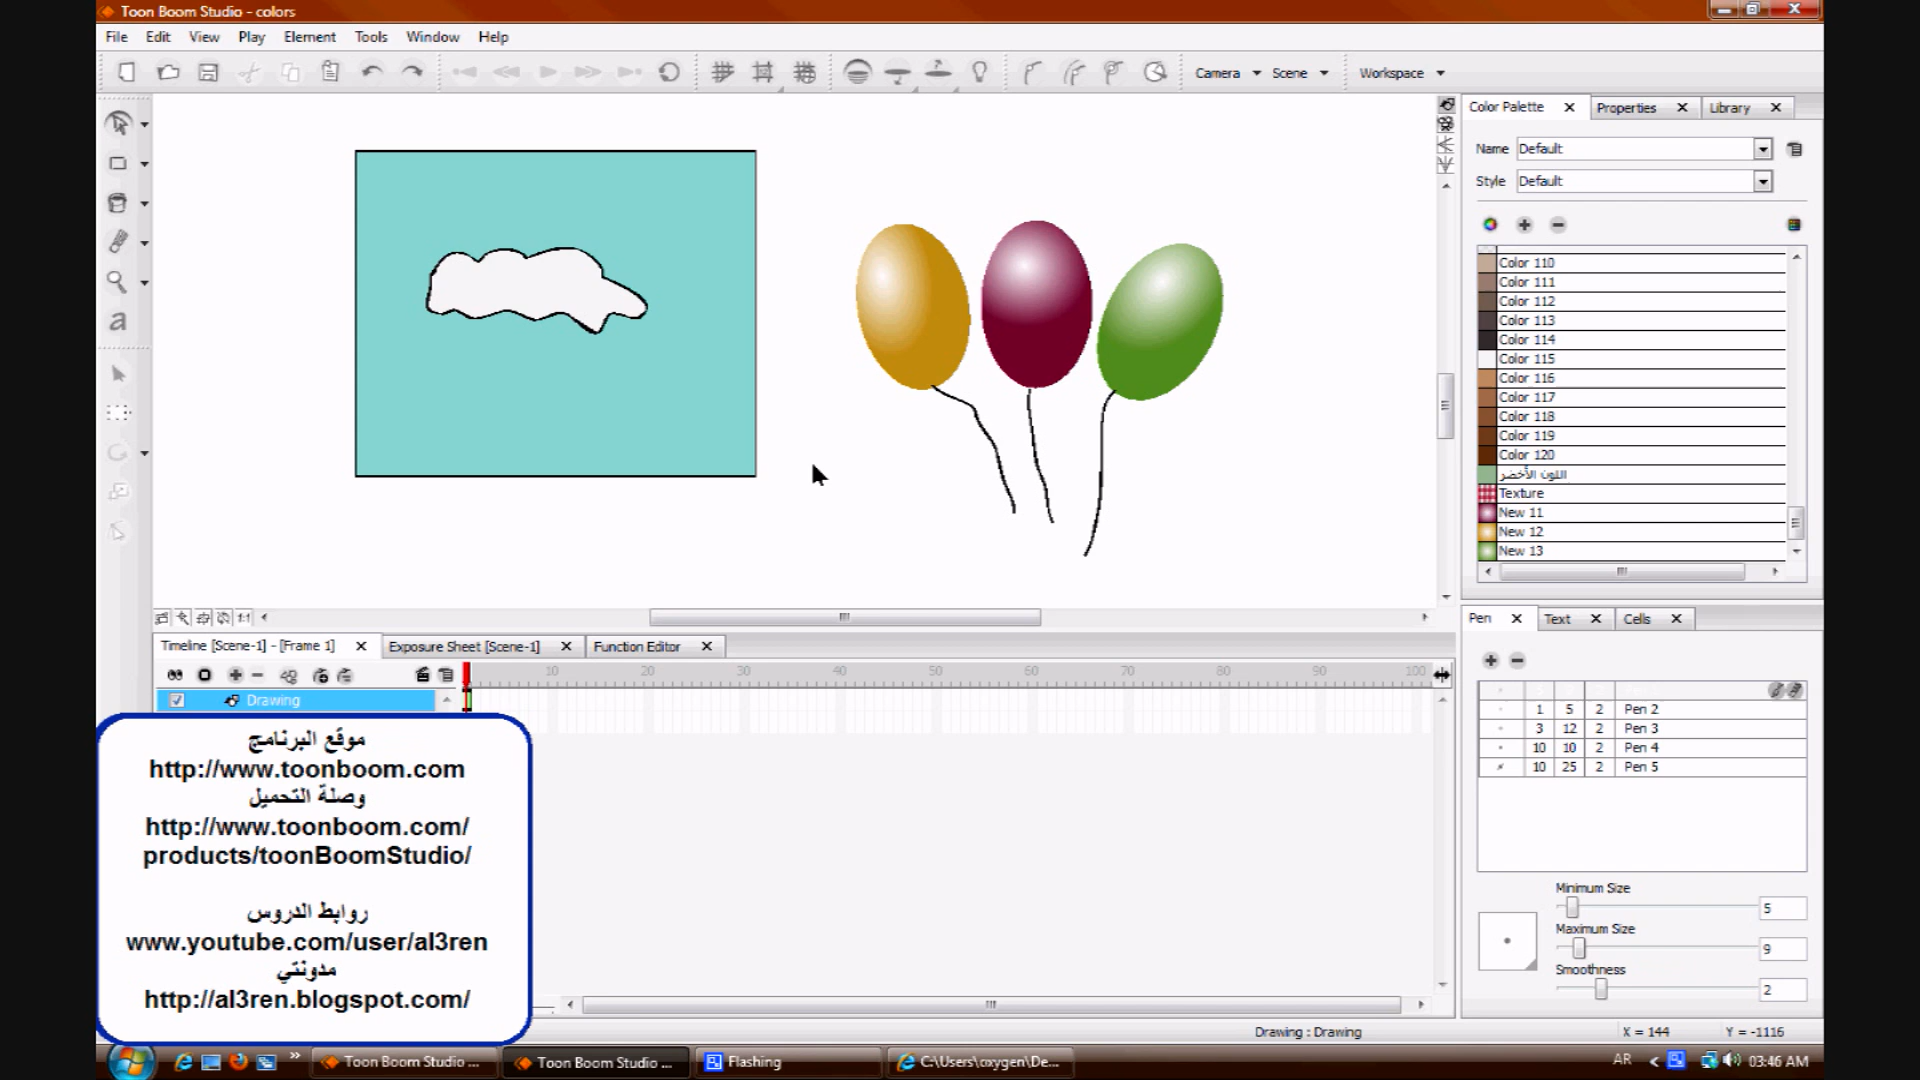 Toon Boom Studio - colors
File Edit View Play Element Tools Window Help
Camera Scene Workspace
Color Palette Properties Library
Name Default
Style Default
Color 110
Color 111
Color 112
Color 113
Color 114
Color 115
Color 116
Color 117
Color 118
Color 119
Color 120
اللون الأخضر
Texture
New 11
New 12
New 13
1:1
Pen Text Cells
1 5 2 Pen 2
3 12 2 Pen 3
10 10 2 Pen 4
10 25 2 Pen 5
Minimum Size
5
Maximum Size
9
Smoothness
2
Timeline [Scene-1] - [Frame 1] Exposure Sheet [Scene-1] Function Editor
10 20 30 40 50 60 70 80 90 100
Drawing
موقع البرنامج
http://www.toonboom.com
وصلة التحميل
http://www.toonboom.com/
products/toonBoomStudio/
روابط الدروس
www.youtube.com/user/al3ren
مدونتي
http://al3ren.blogspot.com/
Drawing : Drawing X = 144 Y = -1116
Toon Boom Studio ... Toon Boom Studio ... Flashing C:\Users\oxygen\De... AR 03:46 AM